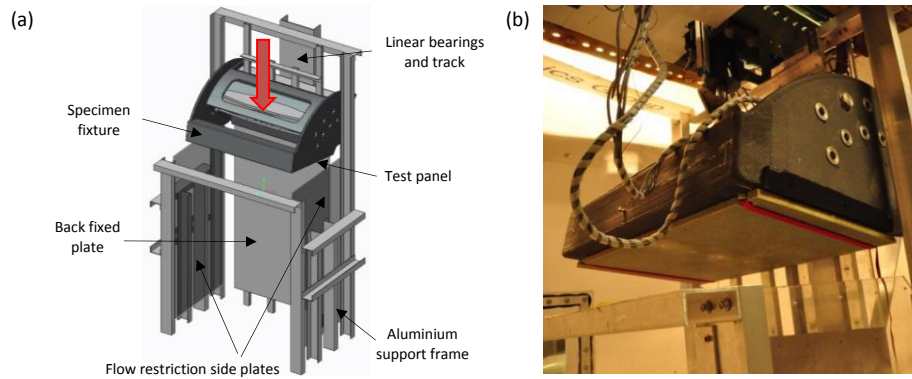 (a)
Linear bearings
and track
Specimen
fixture
Test panel
Back fixed
plate
Aluminium
support frame
Flow restriction side plates
(b)